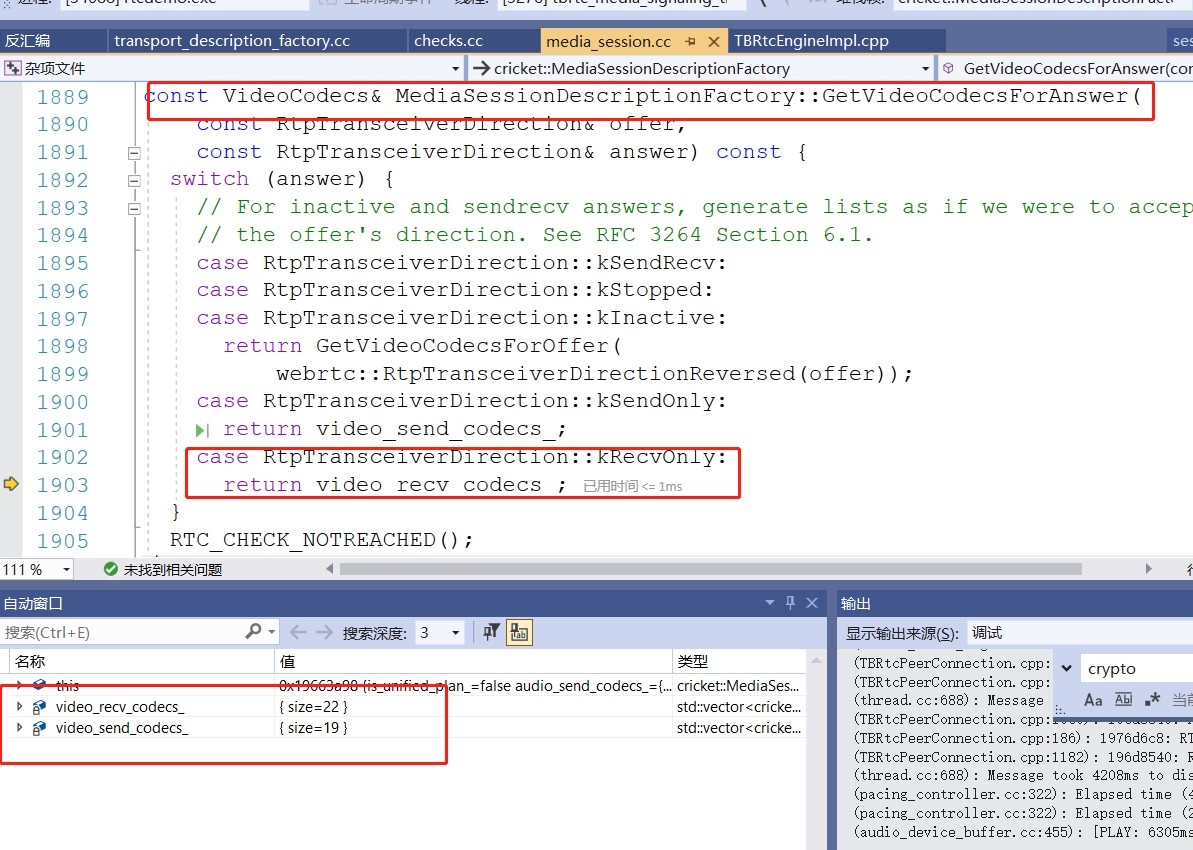 反汇编 transport_description_factory.cc checks.cc media_session.cc TBRtcEngineImpl.cpp
杂项文件 cricket::MediaSessionDescriptionFactory GetVideoCodecsForAnswer(
1889 const VideoCodecs& MediaSessionDescriptionFactory::GetVideoCodecsForAnswer(
1890 const RtpTransceiverDirection& offer,
1891 const RtpTransceiverDirection& answer) const {
1892 switch (answer) {
1893 // For inactive and sendrecv answers, generate lists as if we were to accep
1894 // the offer's direction. See RFC 3264 Section 6.1.
1895 case RtpTransceiverDirection::kSendRecv:
1896 case RtpTransceiverDirection::kStopped:
1897 case RtpTransceiverDirection::kInactive:
1898 return GetVideoCodecsForOffer(
1899 webrtc::RtpTransceiverDirectionReversed(offer));
1900 case RtpTransceiverDirection::kSendOnly:
1901 return video_send_codecs_;
1902 case RtpTransceiverDirection::kRecvOnly:
1903 return video_recv_codecs_; 已用时间 <= 1ms
1904 }
1905 RTC_CHECK_NOTREACHED();
111 % 未找到相关问题
自动窗口
搜索(Ctrl+E) 搜索深度: 3
名称 值 类型
this 0x19663a98 {is_unified_plan_=false audio_send_codecs_={... cricket::MediaSes...
video_recv_codecs_ { size=22 } std::vector<cricke...
video_send_codecs_ { size=19 } std::vector<cricke...
输出
显示输出来源(S): 调试
crypto
Aa Ab .* 当前
(TBRtcPeerConnection.cpp:
(TBRtcPeerConnection.cpp:
(thread.cc:688): Message
(TBRtcPeerConnection.cpp:186): 1976d6c8: RT
(TBRtcPeerConnection.cpp:1182): 196d8540: R
(thread.cc:688): Message took 4208ms to dis
(pacing_controller.cc:322): Elapsed time (4
(pacing_controller.cc:322): Elapsed time (2
(audio_device_buffer.cc:455): [PLAY: 6305ms